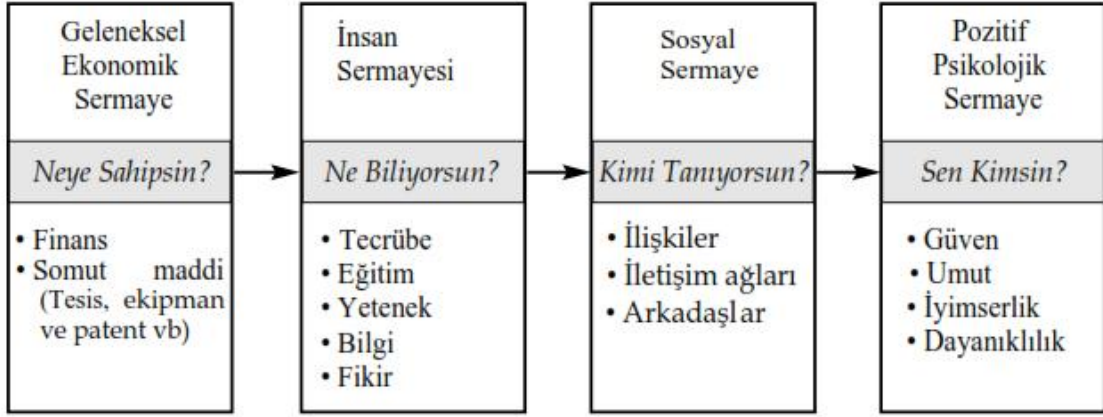 Geleneksel
Ekonomik
Sermaye
Neye Sahipsin?
• Finans
• Somut maddi
(Tesis, ekipman
ve patent vb)
İnsan
Sermayesi
Ne Biliyorsun?
• Tecrübe
• Eğitim
• Yetenek
• Bilgi
• Fikir
Sosyal
Sermaye
Kimi Tanıyorsun?
• İlişkiler
• İletişim ağları
• Arkadaşlar
Pozitif
Psikolojik
Sermaye
Sen Kimsin?
• Güven
• Umut
• İyimserlik
• Dayanıklılık